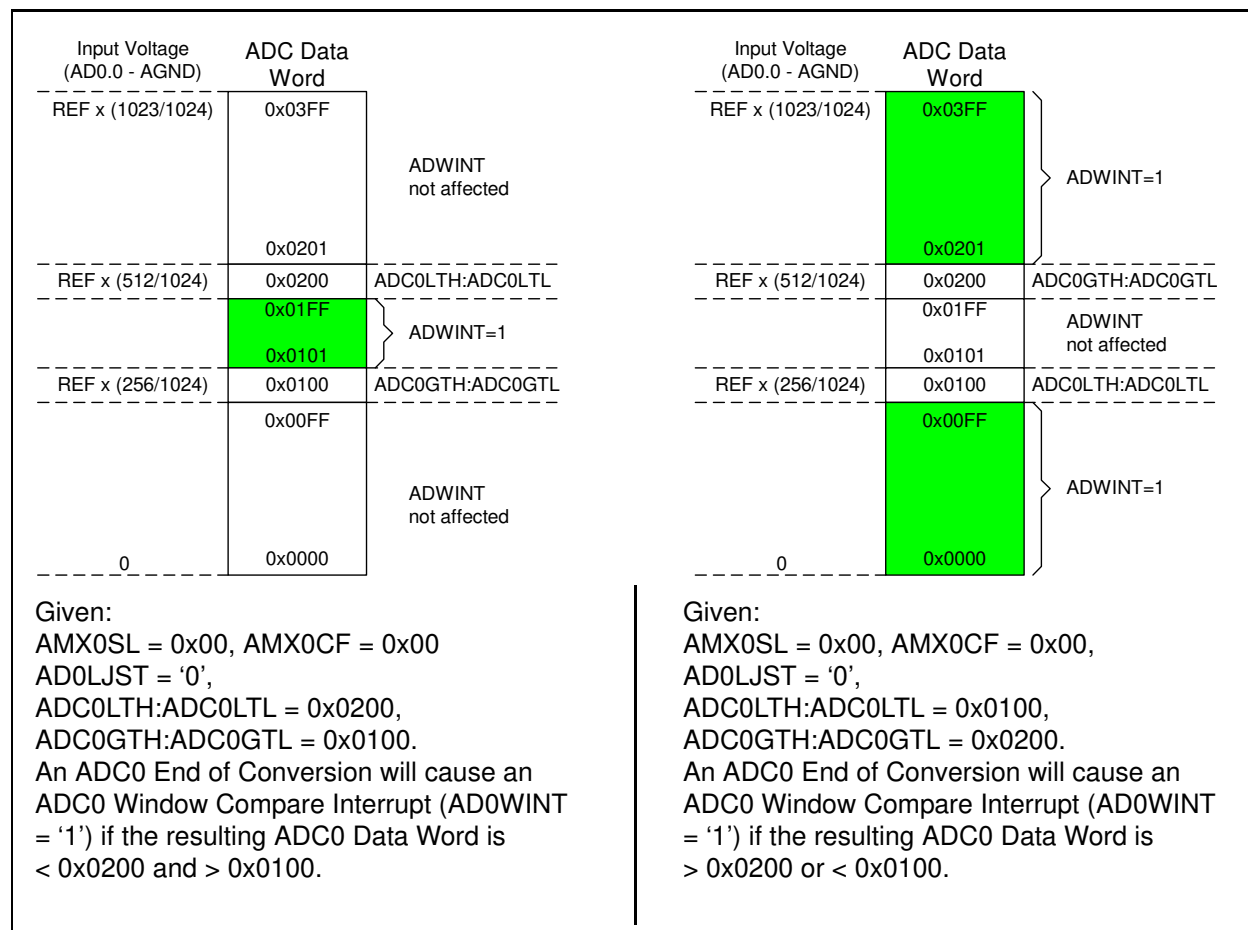 Input Voltage
(AD0.0 - AGND)
ADC Data
Word
REF x (1023/1024)
0x03FF
ADWINT
not affected
0x0201
REF x (512/1024)
0x0200
ADC0LTH:ADC0LTL
0x01FF
ADWINT=1
0x0101
REF x (256/1024)
0x0100
ADC0GTH:ADC0GTL
0x00FF
ADWINT
not affected
0
0x0000
Given:
AMX0SL = 0x00, AMX0CF = 0x00
AD0LJST = ‘0’,
ADC0LTH:ADC0LTL = 0x0200,
ADC0GTH:ADC0GTL = 0x0100.
An ADC0 End of Conversion will cause an
ADC0 Window Compare Interrupt (AD0WINT
= ‘1’) if the resulting ADC0 Data Word is
< 0x0200 and > 0x0100.
Input Voltage
(AD0.0 - AGND)
ADC Data
Word
REF x (1023/1024)
0x03FF
ADWINT=1
0x0201
REF x (512/1024)
0x0200
ADC0GTH:ADC0GTL
0x01FF
ADWINT
not affected
0x0101
REF x (256/1024)
0x0100
ADC0LTH:ADC0LTL
0x00FF
ADWINT=1
0
0x0000
Given:
AMX0SL = 0x00, AMX0CF = 0x00,
AD0LJST = ‘0’,
ADC0LTH:ADC0LTL = 0x0100,
ADC0GTH:ADC0GTL = 0x0200.
An ADC0 End of Conversion will cause an
ADC0 Window Compare Interrupt (AD0WINT
= ‘1’) if the resulting ADC0 Data Word is
> 0x0200 or < 0x0100.